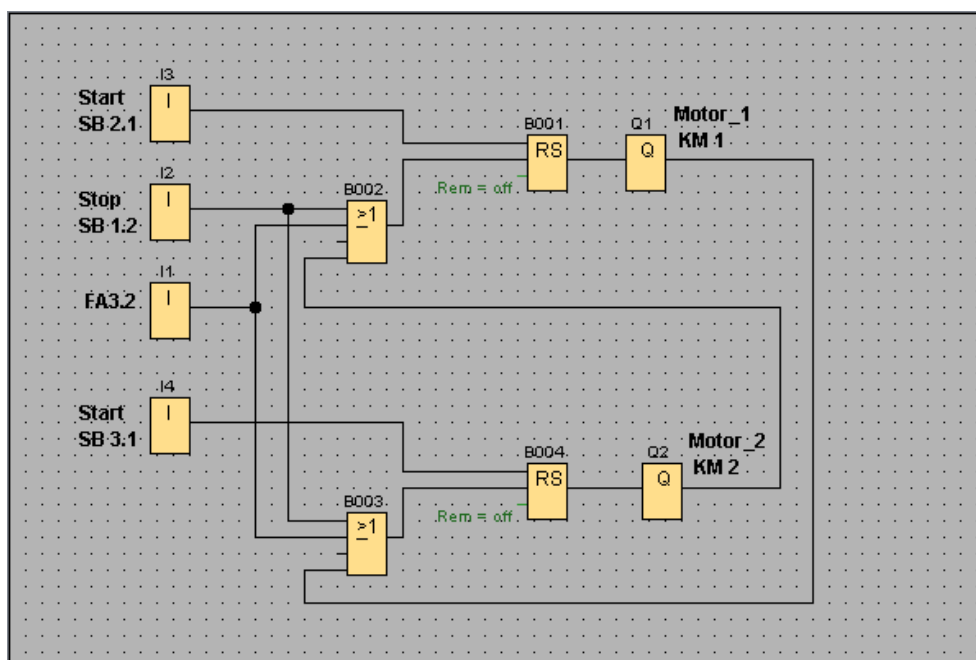 I3
Start
SB 2.1
I
B001
RS
Rem = off
Q1
Q
Motor_1
KM 1
I2
Stop
SB 1.2
I
B002
>1
I1
FA3.2
I
I4
Start
SB 3.1
I
B004
RS
Rem = off
Q2
Q
Motor_2
KM 2
B003
>1